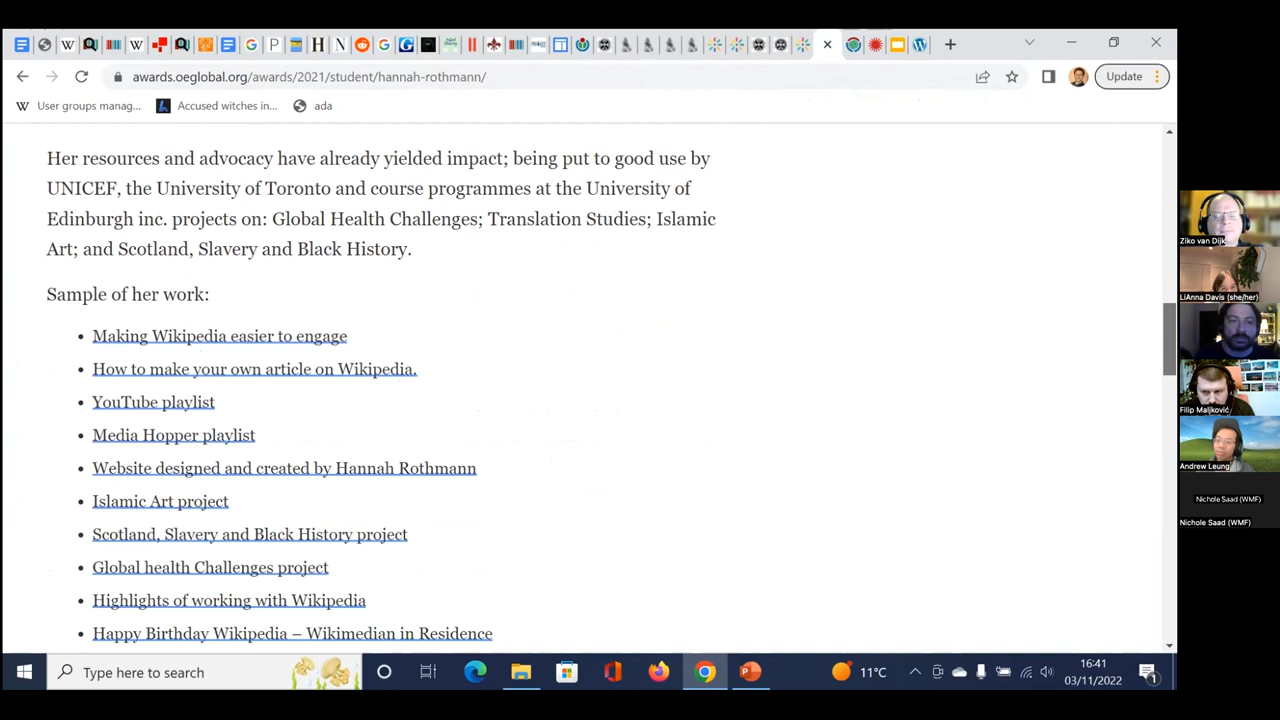 awards.oeglobal.org/awards/2021/student/hannah-rothmann/
Update
User groups manag...
Accused witches in...
ada
Her resources and advocacy have already yielded impact; being put to good use by
UNICEF, the University of Toronto and course programmes at the University of
Edinburgh inc. projects on: Global Health Challenges; Translation Studies; Islamic
Art; and Scotland, Slavery and Black History.
Sample of her work:
Making Wikipedia easier to engage
How to make your own article on Wikipedia.
YouTube playlist
Media Hopper playlist
Website designed and created by Hannah Rothmann
Islamic Art project
Scotland, Slavery and Black History project
Global health Challenges project
Highlights of working with Wikipedia
Happy Birthday Wikipedia – Wikimedian in Residence
Type here to search
11°C
16:41
03/11/2022
1
Ziko van Dijk
LiAnna Davis (she/her)
Filip Maljković
Andrew Leung
Nichole Saad (WMF)
Nichole Saad (WMF)